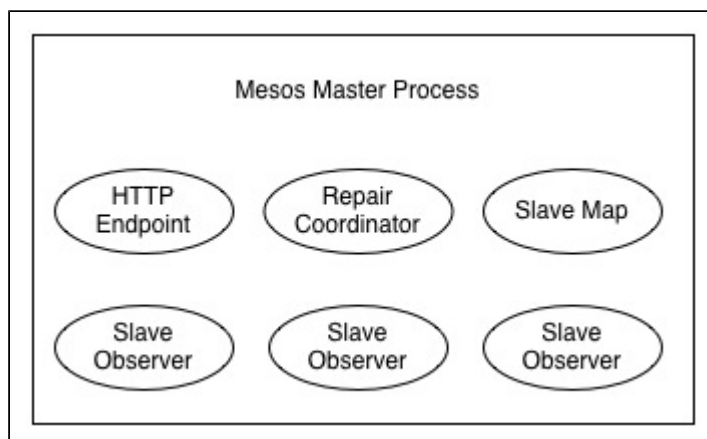 Mesos Master Process
HTTP
Endpoint
Repair
Coordinator
Slave Map
Slave
Observer
Slave
Observer
Slave
Observer